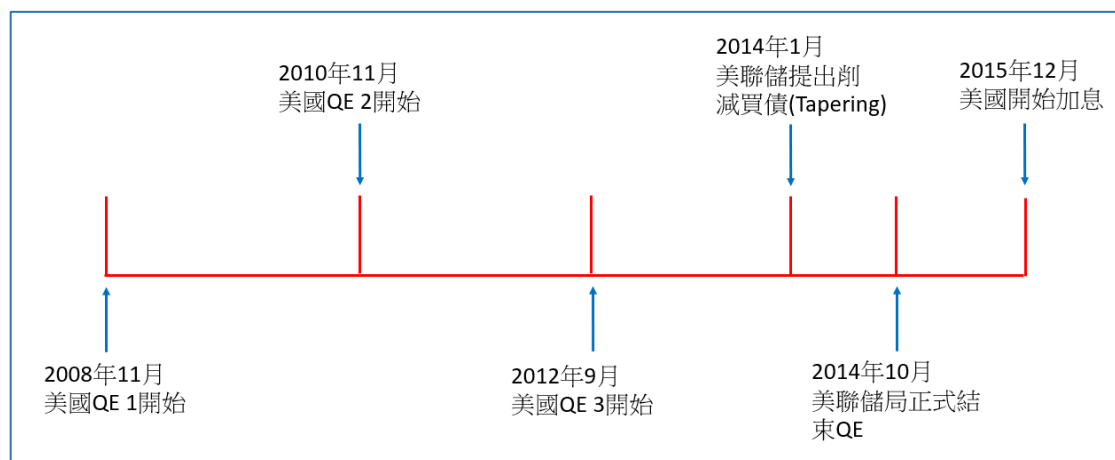 2010年11月
美國QE 2開始
2014年1月
美聯儲提出削
減買債(Tapering)
2015年12月
美國開始加息
2008年11月
美國QE 1開始
2012年9月
美國QE 3開始
2014年10月
美聯儲局正式結
束QE